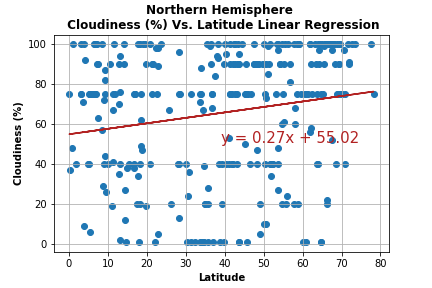 Northern Hemisphere
Cloudiness (%) Vs. Latitude Linear Regression
100
80
60
40
20
0
Cloudiness (%)
y = 0.27x + 55.02
0 10 20 30 40 50 60 70 80
Latitude